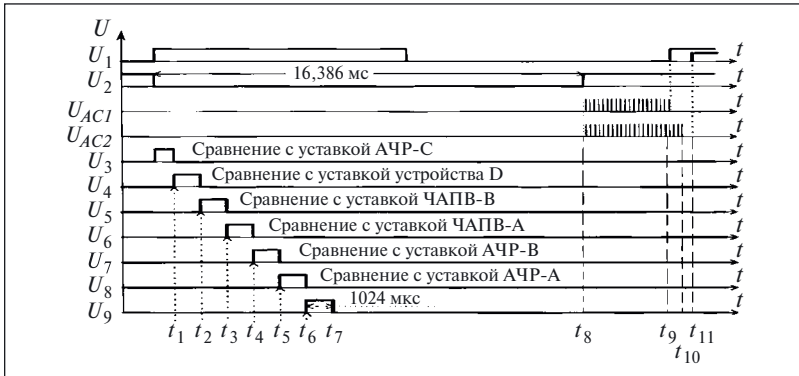 U
U1 t
U2 16,386 мс t
UAC1 t
UAC2 t
U3 Сравнение с уставкой АЧР-С t
U4 Сравнение с уставкой устройства D t
U5 Сравнение с уставкой ЧАПВ-В t
U6 Сравнение с уставкой ЧАПВ-А t
U7 Сравнение с уставкой АЧР-В t
U8 Сравнение с уставкой АЧР-А t
U9 1024 мкс t
t1 t2 t3 t4 t5 t6 t7 t8 t9 t11
t10